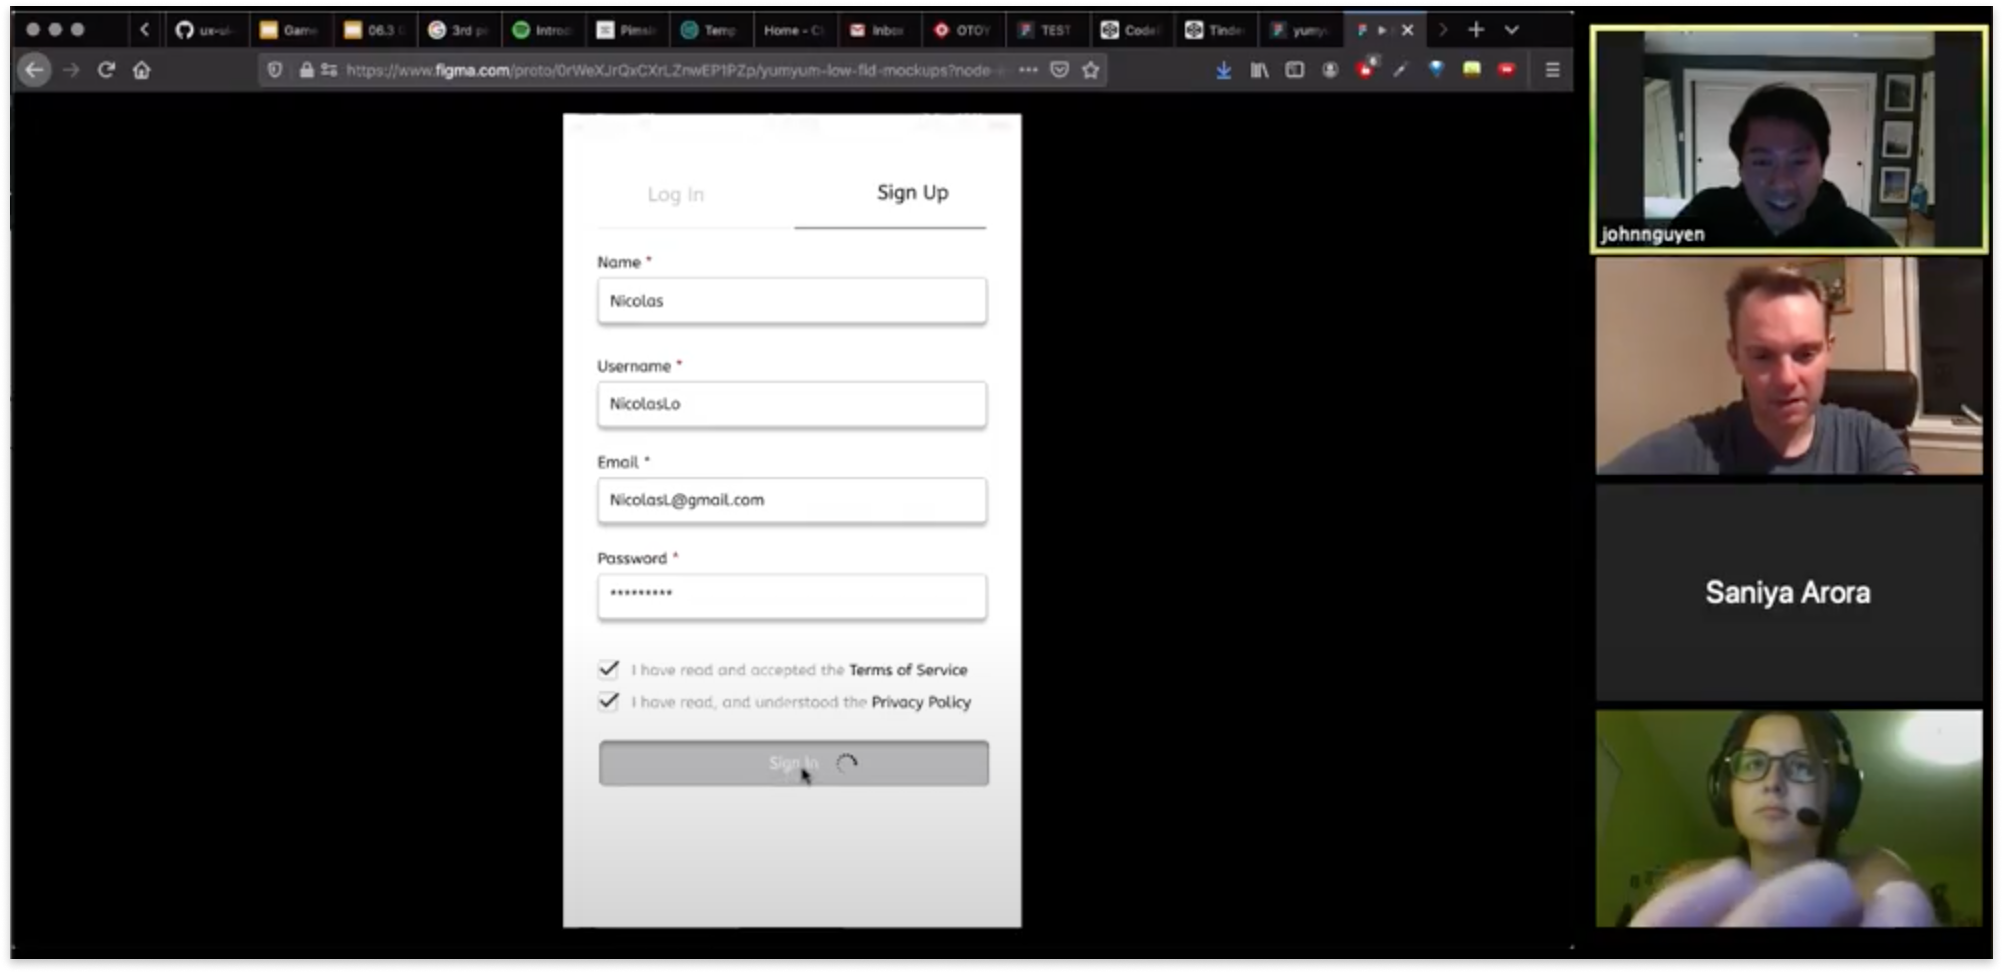 ux-ui-
Game
06.3
3rd p
Intro
Pimsl
Temp
Home - C
Inbox
OTOY
TEST
Code
Tinde
yumy
https://www.figma.com/proto/0rWeXJrQxCXrLZnwEP1PZp/yumyum-low-fid-mockups?node-
Log In
Sign Up
Name *
Nicolas
Username *
NicolasLo
Email *
NicolasL@gmail.com
Password *
*********
I have read and accepted the Terms of Service
I have read, and understood the Privacy Policy
Sign In
johnnguyen
Saniya Arora